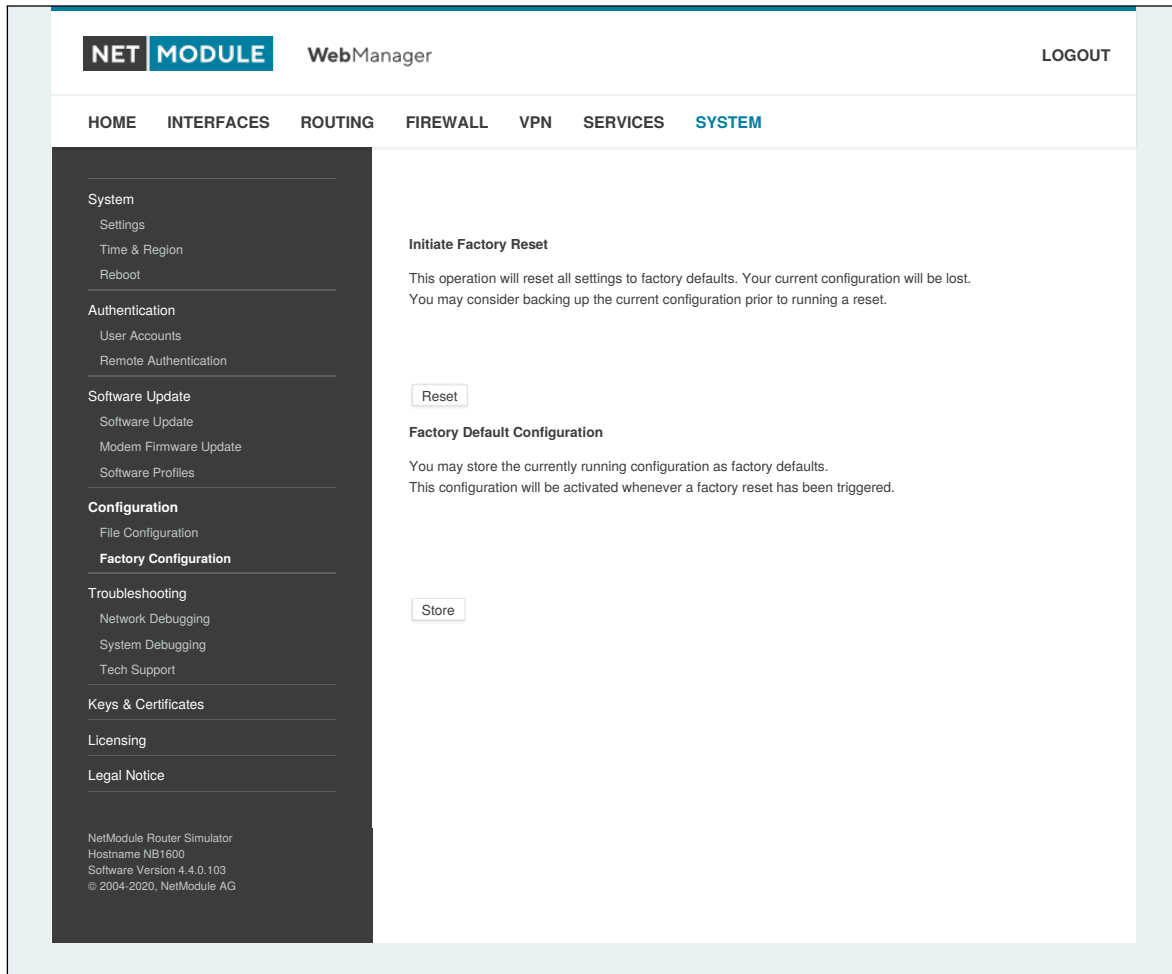 NET MODULE WebManager LOGOUT
HOME INTERFACES ROUTING FIREWALL VPN SERVICES SYSTEM
System
Settings
Time & Region
Reboot
Authentication
User Accounts
Remote Authentication
Software Update
Software Update
Modem Firmware Update
Software Profiles
Configuration
File Configuration
Factory Configuration
Troubleshooting
Network Debugging
System Debugging
Tech Support
Keys & Certificates
Licensing
Legal Notice
NetModule Router Simulator
Hostname NB1600
Software Version 4.4.0.103
© 2004-2020, NetModule AG
Initiate Factory Reset
This operation will reset all settings to factory defaults. Your current configuration will be lost.
You may consider backing up the current configuration prior to running a reset.
Reset
Factory Default Configuration
You may store the currently running configuration as factory defaults.
This configuration will be activated whenever a factory reset has been triggered.
Store